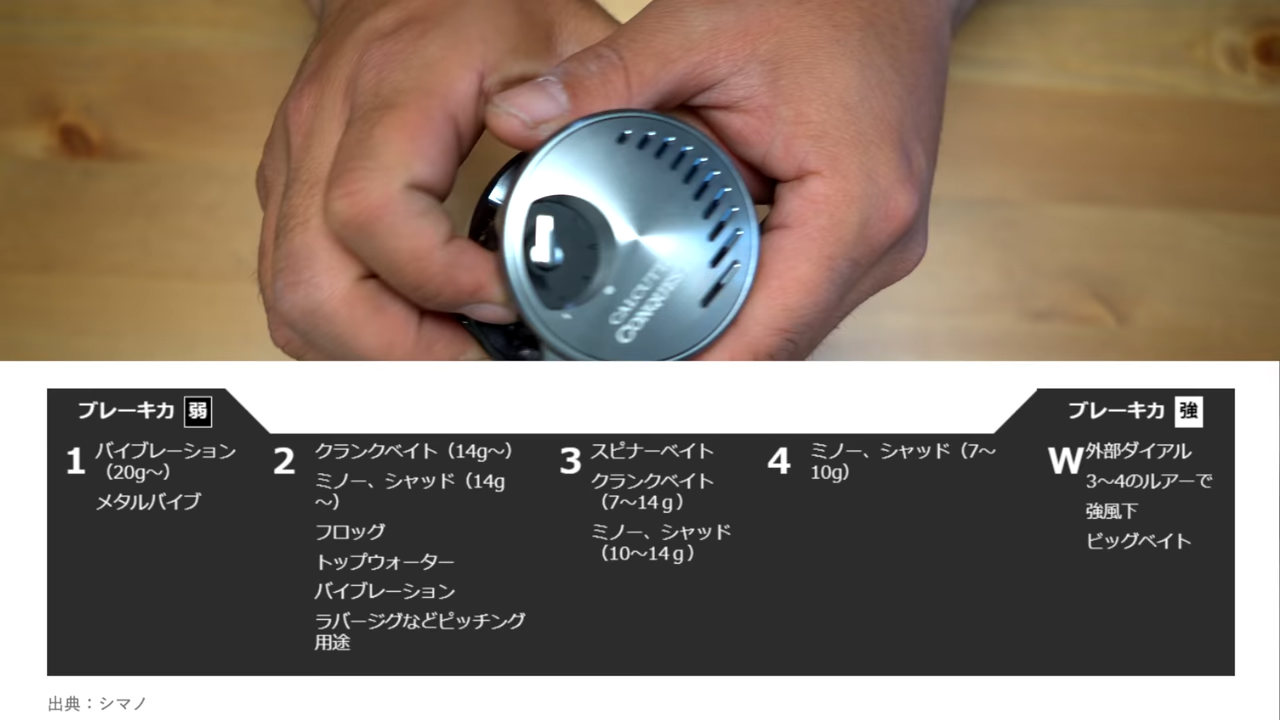 CALCUTTA
CONQUEST
ブレーキカ 弱
1
バイブレーション
（20g～）
メタルバイブ
2
クランクベイト（14g～）
ミノー、シャッド（14g
～）
フロッグ
トップウォーター
バイブレーション
ラバージグなどピッチング
用途
3
スピナーベイト
クランクベイト
（7～14ｇ）
ミノー、シャッド
（10～14ｇ）
4
ミノー、シャッド（7～
10g）
ブレーキカ 強
W
外部ダイアル
3～4のルアーで
強風下
ビッグベイト
出典：シマノ